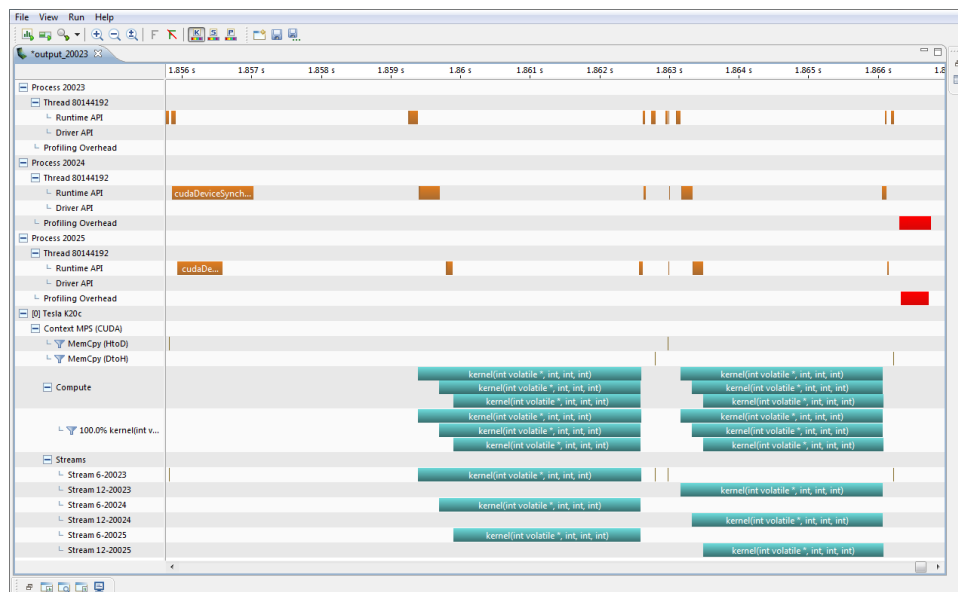 File View Run Help
*output_20023
1.856 s 1.857 s 1.858 s 1.859 s 1.86 s 1.861 s 1.862 s 1.863 s 1.864 s 1.865 s 1.866 s 1.8
Process 20023
Thread 80144192
Runtime API
Driver API
Profiling Overhead
Process 20024
Thread 80144192
Runtime API cudaDeviceSynch...
Driver API
Profiling Overhead
Process 20025
Thread 80144192
Runtime API cudaDe...
Driver API
Profiling Overhead
[0] Tesla K20c
Context MPS (CUDA)
MemCpy (HtoD)
MemCpy (DtoH)
kernel(int volatile *, int, int, int) kernel(int volatile *, int, int, int)
Compute kernel(int volatile *, int, int, int) kernel(int volatile *, int, int, int)
kernel(int volatile *, int, int, int) kernel(int volatile *, int, int, int)
kernel(int volatile *, int, int, int) kernel(int volatile *, int, int, int)
100.0% kernel(int v... kernel(int volatile *, int, int, int) kernel(int volatile *, int, int, int)
kernel(int volatile *, int, int, int) kernel(int volatile *, int, int, int)
Streams
Stream 6-20023 kernel(int volatile *, int, int, int)
Stream 12-20023 kernel(int volatile *, int, int, int)
Stream 6-20024 kernel(int volatile *, int, int, int)
Stream 12-20024 kernel(int volatile *, int, int, int)
Stream 6-20025 kernel(int volatile *, int, int, int)
Stream 12-20025 kernel(int volatile *, int, int, int)